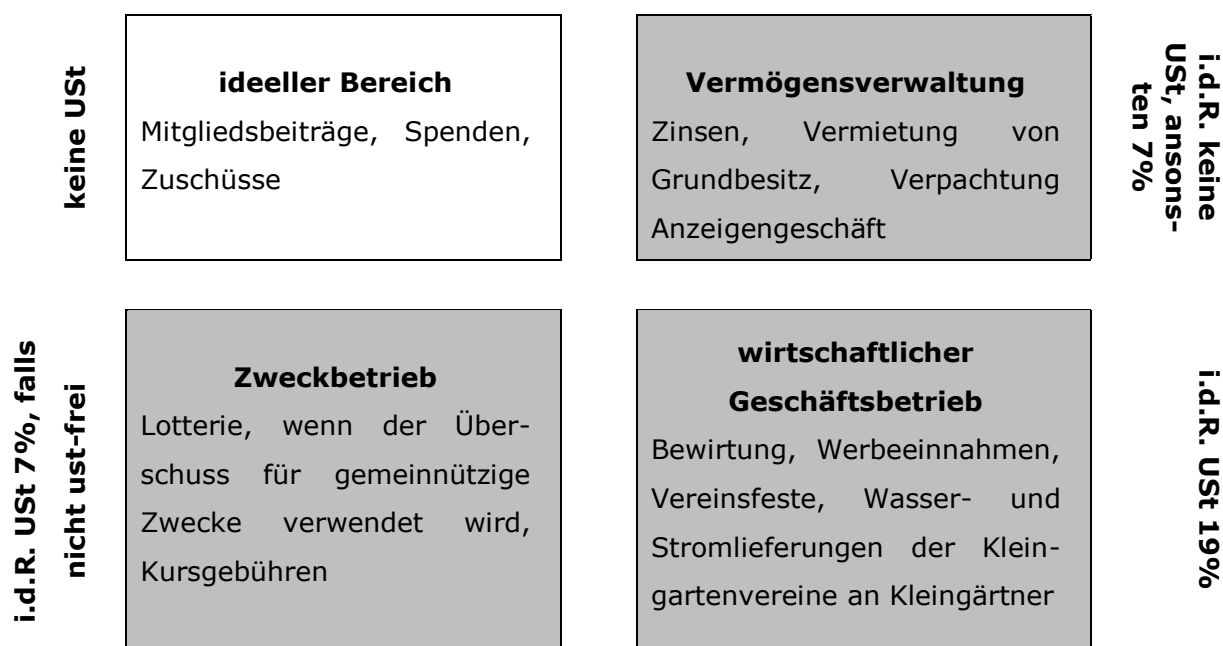 keine USt
ideeller Bereich
Mitgliedsbeiträge, Spenden,
Zuschüsse
Vermögensverwaltung
Zinsen, Vermietung von
Grundbesitz, Verpachtung
Anzeigengeschäft
i.d.R. keine
USt, ansons-
ten 7%
i.d.R. USt 7%, falls
nicht ust-frei
Zweckbetrieb
Lotterie, wenn der Über-
schuss für gemeinnützige
Zwecke verwendet wird,
Kursgebühren
wirtschaftlicher
Geschäftsbetrieb
Bewirtung, Werbeeinnahmen,
Vereinsfeste, Wasser- und
Stromlieferungen der Klein-
gartenvereine an Kleingärtner
i.d.R. USt 19%